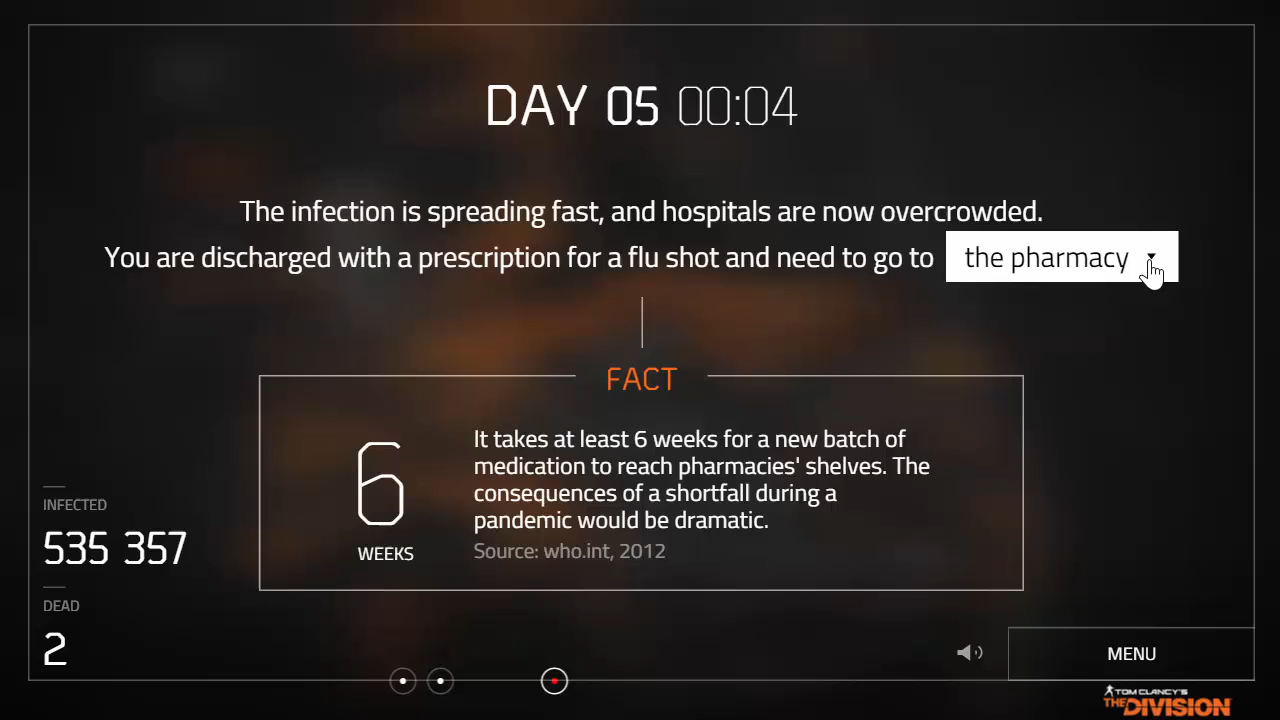 DAY 05 00:04
The infection is spreading fast, and hospitals are now overcrowded.
You are discharged with a prescription for a flu shot and need to go to the pharmacy
FACT
6
WEEKS
It takes at least 6 weeks for a new batch of
medication to reach pharmacies' shelves. The
consequences of a shortfall during a
pandemic would be dramatic.
Source: who.int, 2012
INFECTED
535 357
DEAD
2
MENU
TOM CLANCY'S
THE DIVISION